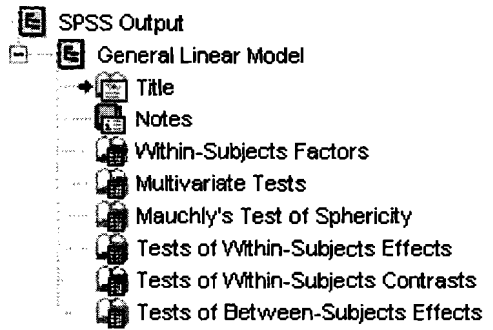 SPSS Output
General Linear Model
Title
Notes
Within-Subjects Factors
Multivariate Tests
Mauchly's Test of Sphericity
Tests of Within-Subjects Effects
Tests of Within-Subjects Contrasts
Tests of Between-Subjects Effects